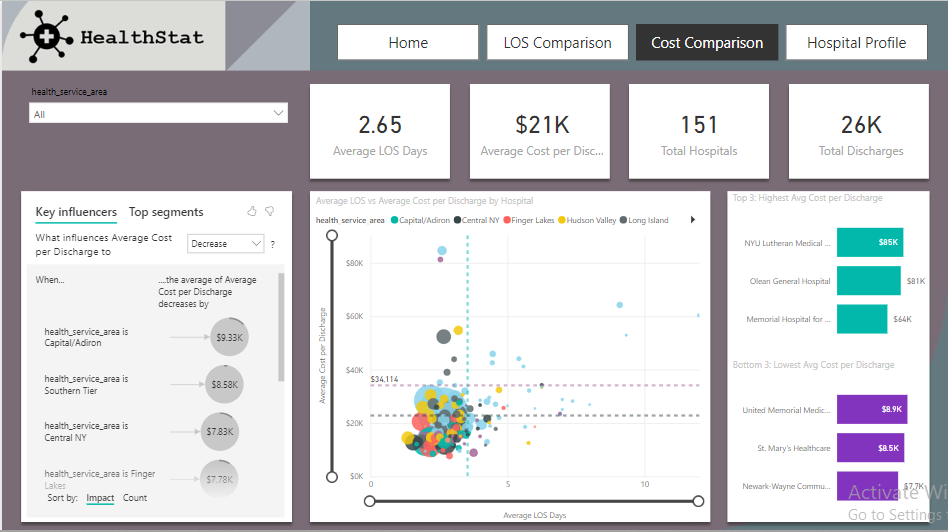 HealthStat
Home
LOS Comparison
Cost Comparison
Hospital Profile
health_service_area
All
2.65
Average LOS Days
$21K
Average Cost per Disc...
151
Total Hospitals
26K
Total Discharges
Key influencers
Top segments
What influences Average Cost
per Discharge to
Decrease
?
When...
....the average of Average
Cost per Discharge
decreases by
health_service_area is
Capital/Adiron
$9.33K
health_service_area is
Southern Tier
$8.58K
health_service_area is
Central NY
$7.83K
health_service_area is Finger
Lakes
$7.78K
Sort by:
Impact
Count
Average LOS vs Average Cost per Discharge by Hospital
health_service_area
Capital/Adiron
Central NY
Finger Lakes
Hudson Valley
Long Island
Average Cost per Discharge
$80K
$60K
$40K
$34,114
$20K
$0K
0
5
10
Average LOS Days
Top 3: Highest Avg Cost per Discharge
NYU Lutheran Medical ...
$85K
Olean General Hospital
$81K
Memorial Hospital for ...
$64K
Bottom 3: Lowest Avg Cost per Discharge
United Memorial Medic...
$8.9K
St. Mary's Healthcare
$8.5K
Newark-Wayne Commu...
$7.7K
Activate Wi
Go to Settings